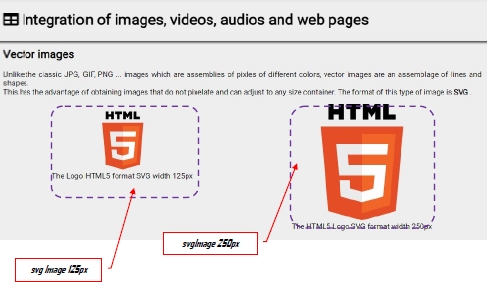 Integration of images, videos, audios and web pages
Vector images
Unlikethe classic JPG, GIF, PNG ... images which are assemblies of pixles of different colors, vector images are an assemblage of lines and
shapes.
This has the advantage of obtaining images that do not pixelate and can adjust to any size container. The format of this type of image is SVG.
HTML
5
The Logo HTML5 format SVG width 125px
HTML
5
The HTML5 Logo SVG format width 250px
svgImage 250px
svg Image 125px